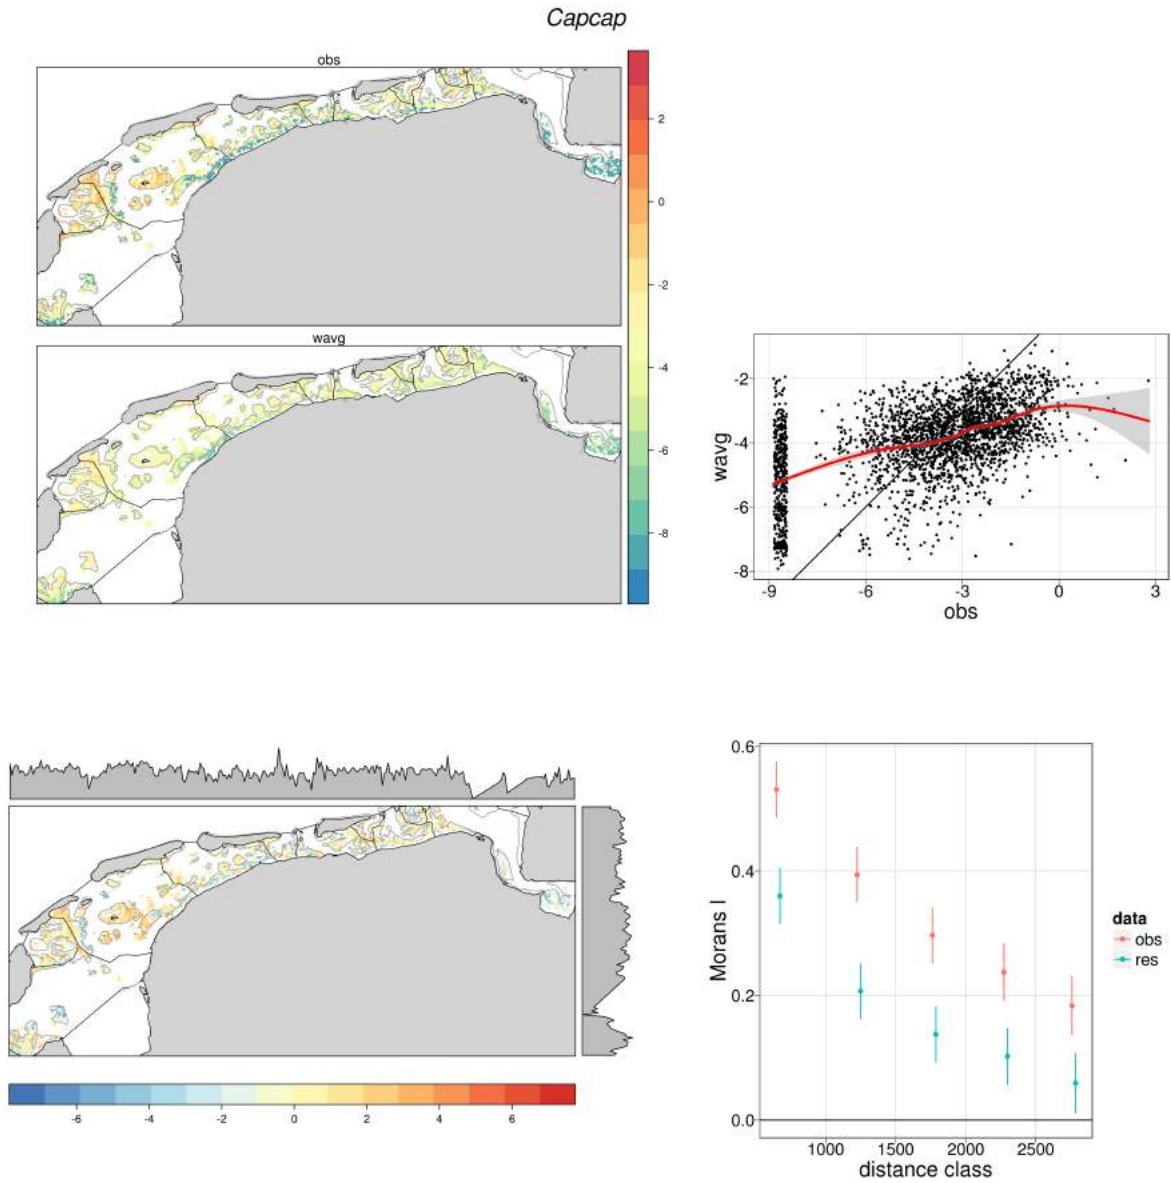 Capcap
obs
2
0
-2
-4
-6
-8
wavg
-2
-4
-6
-8
wavg
-9 -6 -3 0 3
obs
-6 -4 -2 0 2 4 6
0.6
0.4
0.2
0.0
Morans I
1000 1500 2000 2500
distance class
data
obs
res